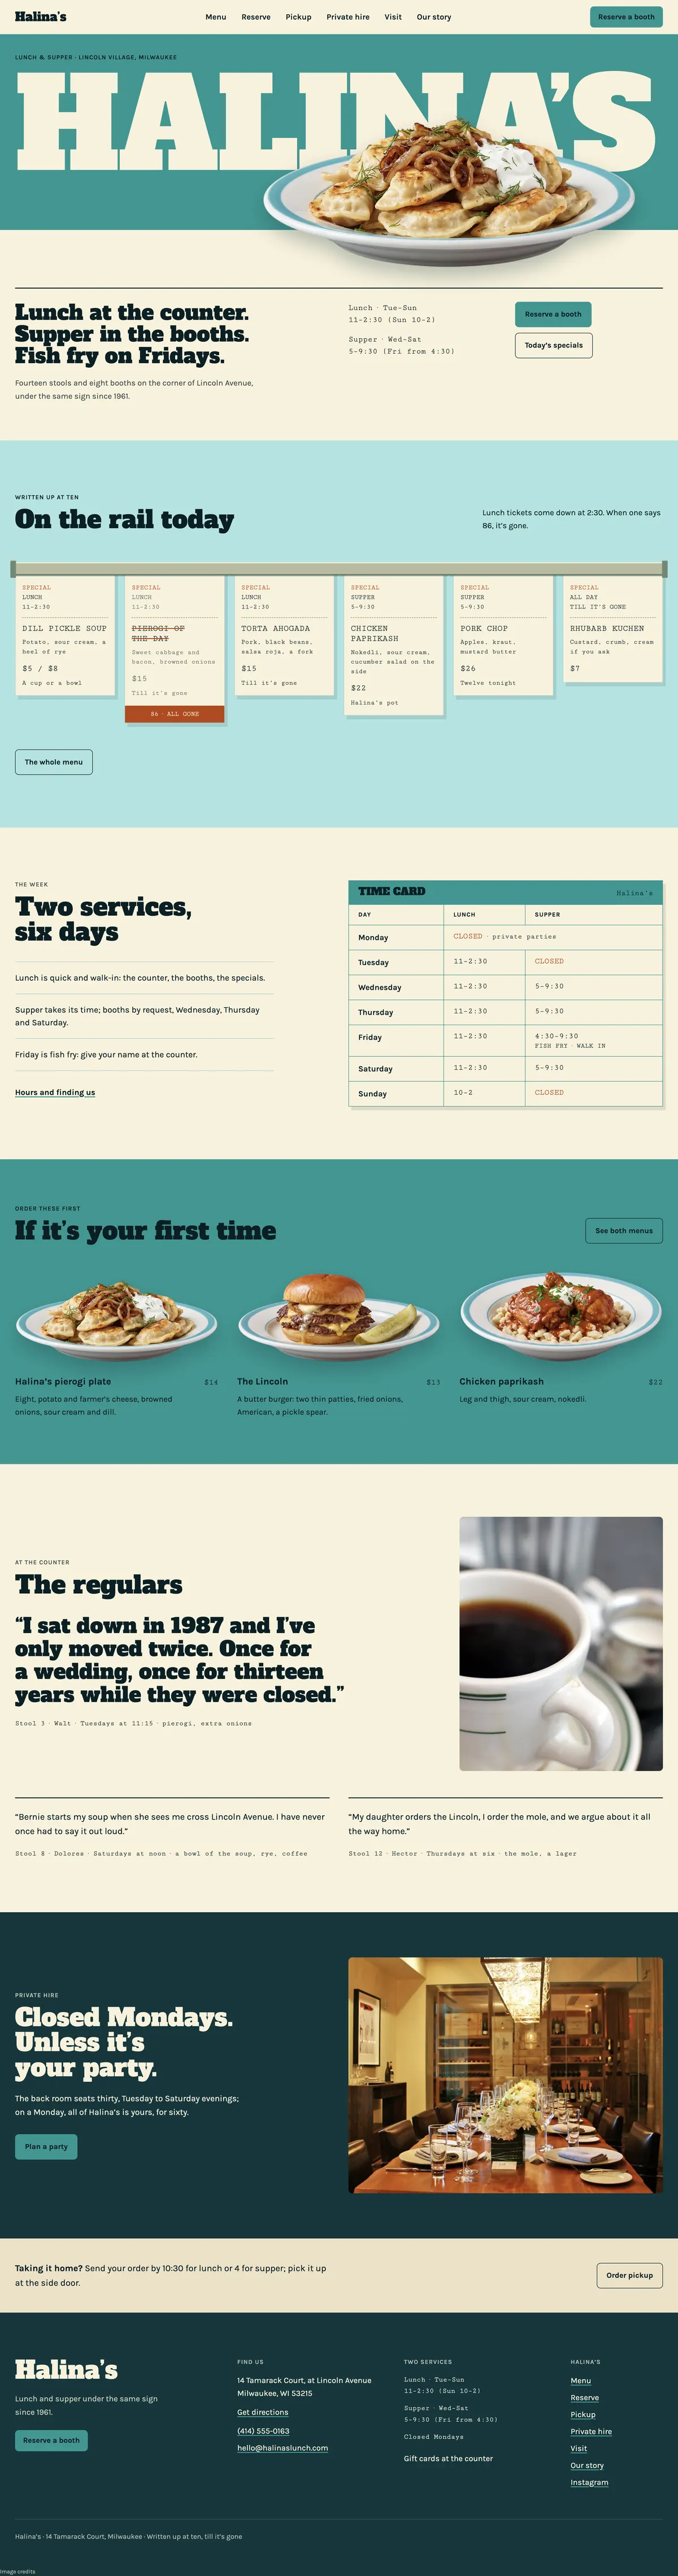 Halina's
Menu Reserve Pickup Private hire Visit Our story
Reserve a booth
LUNCH & SUPPER · LINCOLN VILLAGE, MILWAUKEE
HALINA'S
Lunch at the counter.
Supper in the booths.
Fish fry on Fridays.
Fourteen stools and eight booths on the corner of Lincoln Avenue,
under the same sign since 1961.
Lunch · Tue–Sun
11–2:30 (Sun 10–2)
Supper · Wed–Sat
5–9:30 (Fri from 4:30)
Reserve a booth
Today's specials
WRITTEN UP AT TEN
On the rail today
Lunch tickets come down at 2:30. When one says
86, it's gone.
SPECIAL
LUNCH
11–2:30
DILL PICKLE SOUP
Potato, sour cream, a
heel of rye
$5 / $8
A cup or a bowl
SPECIAL
LUNCH
11–2:30
PIEROGI OF
THE DAY
Sweet cabbage and
bacon, browned onions
$15
Till it's gone
86 · ALL GONE
SPECIAL
LUNCH
11–2:30
TORTA AHOGADA
Pork, black beans,
salsa roja, a fork
$15
Till it's gone
SPECIAL
SUPPER
5–9:30
CHICKEN
PAPRIKASH
Nokedli, sour cream,
cucumber salad on the
side
$22
Halina's pot
SPECIAL
SUPPER
5–9:30
PORK CHOP
Apples, kraut,
mustard butter
$26
Twelve tonight
SPECIAL
ALL DAY
TILL IT'S GONE
RHUBARB KUCHEN
Custard, crumb, cream
if you ask
$7
The whole menu
THE WEEK
Two services,
six days
Lunch is quick and walk-in: the counter, the booths, the specials.
Supper takes its time; booths by request, Wednesday, Thursday
and Saturday.
Friday is fish fry: give your name at the counter.
Hours and finding us
TIME CARD Halina's
DAY LUNCH SUPPER
Monday CLOSED · private parties
Tuesday 11–2:30 CLOSED
Wednesday 11–2:30 5–9:30
Thursday 11–2:30 5–9:30
Friday 11–2:30 4:30–9:30
FISH FRY · WALK IN
Saturday 11–2:30 5–9:30
Sunday 10–2 CLOSED
ORDER THESE FIRST
If it's your first time
See both menus
Halina's pierogi plate $14
Eight, potato and farmer's cheese, browned
onions, sour cream and dill.
The Lincoln $13
A butter burger: two thin patties, fried onions,
American, a pickle spear.
Chicken paprikash $22
Leg and thigh, sour cream, nokedli.
AT THE COUNTER
The regulars
“I sat down in 1987 and I've
only moved twice. Once for
a wedding, once for thirteen
years while they were closed.”
Stool 3 · Walt · Tuesdays at 11:15 · pierogi, extra onions
“Bernie starts my soup when she sees me cross Lincoln Avenue. I have never
once had to say it out loud.”
Stool 8 · Dolores · Saturdays at noon · a bowl of the soup, rye, coffee
“My daughter orders the Lincoln, I order the mole, and we argue about it all
the way home.”
Stool 12 · Hector · Thursdays at six · the mole, a lager
PRIVATE HIRE
Closed Mondays.
Unless it's
your party.
The back room seats thirty, Tuesday to Saturday evenings;
on a Monday, all of Halina's is yours, for sixty.
Plan a party
Taking it home? Send your order by 10:30 for lunch or 4 for supper; pick it up
at the side door.
Order pickup
Halina's
Lunch and supper under the same sign
since 1961.
Reserve a booth
FIND US
14 Tamarack Court, at Lincoln Avenue
Milwaukee, WI 53215
Get directions
(414) 555-0163
hello@halinaslunch.com
TWO SERVICES
Lunch · Tue–Sun
11–2:30 (Sun 10–2)
Supper · Wed–Sat
5–9:30 (Fri from 4:30)
Closed Mondays
Gift cards at the counter
HALINA'S
Menu
Reserve
Pickup
Private hire
Visit
Our story
Instagram
Halina's · 14 Tamarack Court, Milwaukee · Written up at ten, till it's gone
Image credits